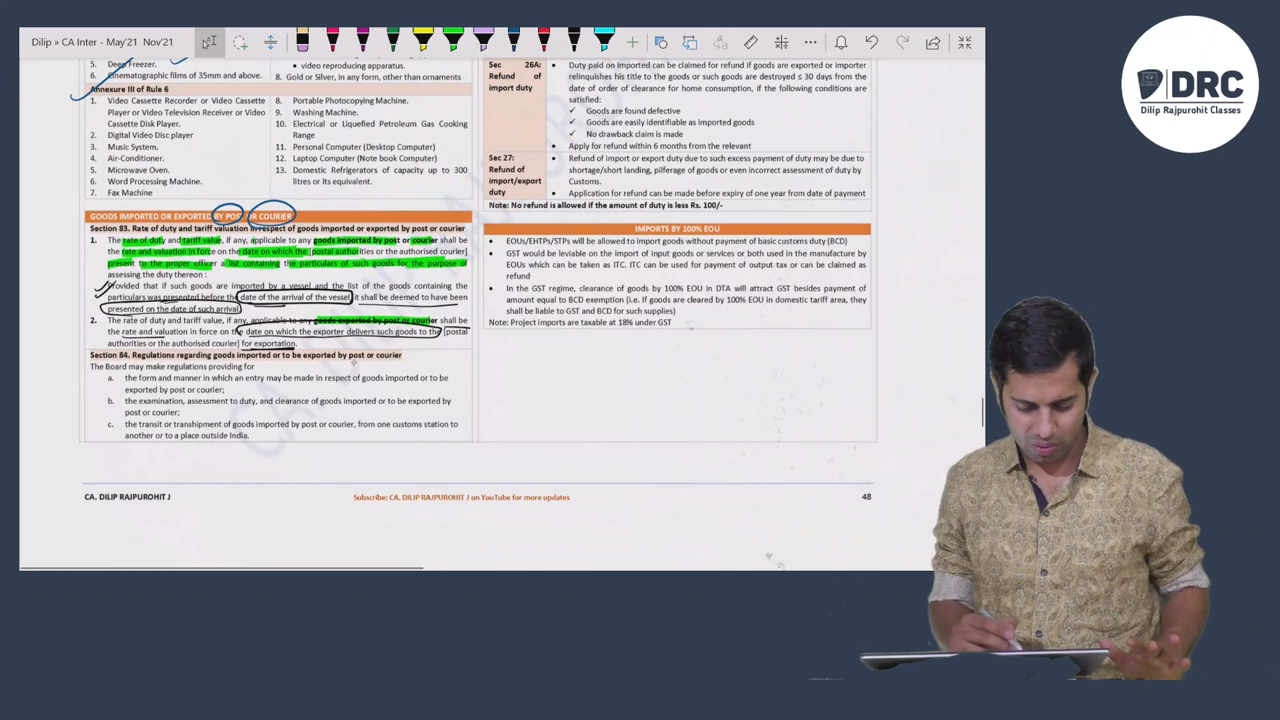 Dilip » CA Inter - May'21 Nov'21
5. Deep Freezer.
6. Cinematographic films of 35mm and above.
• video reproducing apparatus.
8. Gold or Silver, in any form, other than ornaments
Annexure III of Rule 6
1. Video Cassette Recorder or Video Cassette
Player or Video Television Receiver or Video
Cassette Disk Player.
2. Digital Video Disc player
3. Music System.
4. Air-Conditioner.
5. Microwave Oven.
6. Word Processing Machine.
7. Fax Machine
8. Portable Photocopying Machine.
9. Washing Machine.
10. Electrical or Liquefied Petroleum Gas Cooking
Range
11. Personal Computer (Desktop Computer)
12. Laptop Computer (Note book Computer)
13. Domestic Refrigerators of capacity up to 300
litres or its equivalent.
GOODS IMPORTED OR EXPORTED BY POST OR COURIER
Section 83. Rate of duty and tariff valuation in respect of goods imported or exported by post or courier
1. The rate of duty and tariff value, if any, applicable to any goods imported by post or courier shall be
the rate and valuation in force on the date on which the [postal authorities or the authorised courier]
present to the proper officer a list containing the particulars of such goods for the purpose of
assessing the duty thereon :
Provided that if such goods are imported by a vessel and the list of the goods containing the
particulars was presented before the date of the arrival of the vessel, it shall be deemed to have been
presented on the date of such arrival.
2. The rate of duty and tariff value, if any, applicable to any goods exported by post or courier shall be
the rate and valuation in force on the date on which the exporter delivers such goods to the [postal
authorities or the authorised courier] for exportation.
Section 84. Regulations regarding goods imported or to be exported by post or courier
The Board may make regulations providing for
a. the form and manner in which an entry may be made in respect of goods imported or to be
exported by post or courier;
b. the examination, assessment to duty, and clearance of goods imported or to be exported by
post or courier;
c. the transit or transhipment of goods imported by post or courier, from one customs station to
another or to a place outside India.
Sec 26A:
Refund of
import duty
• Duty paid on imported can be claimed for refund if goods are exported or importer
relinquishes his title to the goods or such goods are destroyed ≤ 30 days from the
date of order of clearance for home consumption, if the following conditions are
satisfied:
✓ Goods are found defective
✓ Goods are easily identifiable as imported goods
✓ No drawback claim is made
• Apply for refund within 6 months from the relevant
Sec 27:
Refund of
import/export
duty
• Refund of import or export duty due to such excess payment of duty may be due to
shortage/short landing, pilferage of goods or even incorrect assessment of duty by
Customs.
• Application for refund can be made before expiry of one year from date of payment
Note: No refund is allowed if the amount of duty is less Rs. 100/-
IMPORTS BY 100% EOU
• EOUs/EHTPs/STPs will be allowed to import goods without payment of basic customs duty (BCD)
• GST would be leviable on the import of input goods or services or both used in the manufacture by
EOUs which can be taken as ITC. ITC can be used for payment of output tax or can be claimed as
refund
• In the GST regime, clearance of goods by 100% EOU in DTA will attract GST besides payment of
amount equal to BCD exemption (i.e. If goods are cleared by 100% EOU in domestic tariff area, they
shall be liable to GST and BCD for such supplies)
Note: Project imports are taxable at 18% under GST
CA. DILIP RAJPUROHIT J
Subscribe: CA. DILIP RAJPUROHIT J on YouTube for more updates
48
DRC
Dilip Rajpurohit Classes